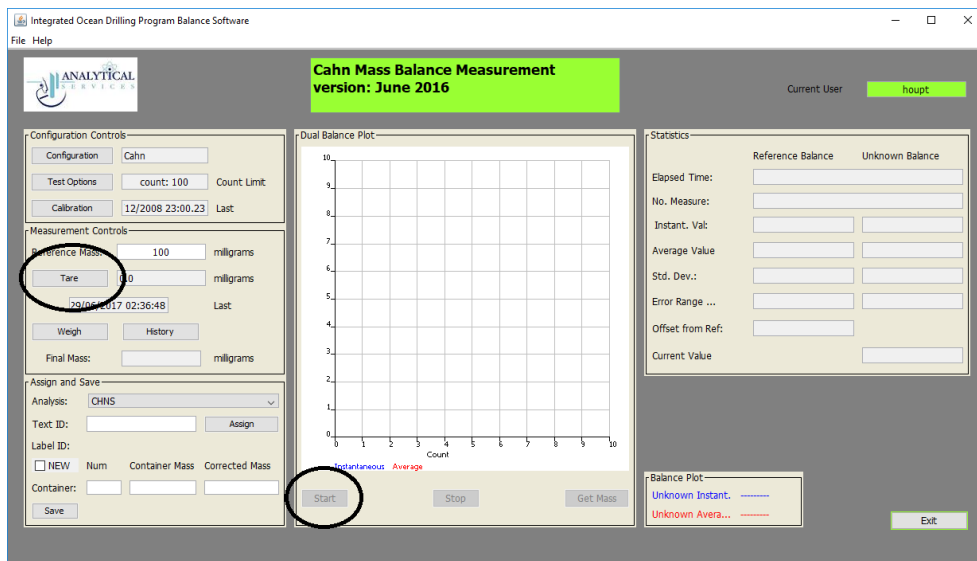 Integrated Ocean Drilling Program Balance Software
File Help
ANALYTICAL
SERVICES
Cahn Mass Balance Measurement
version: June 2016
Current User houpt
Configuration Controls
Configuration Cahn
Test Options count: 100 Count Limit
Calibration 12/2008 23:00.23 Last
Measurement Controls
Reference Mass: 100 milligrams
Tare 0.0 milligrams
29/06/2017 02:36:48 Last
Weigh History
Final Mass: milligrams
Assign and Save
Analysis: CHNS
Text ID: Assign
Label ID:
NEW Num Container Mass Corrected Mass
Container:
Save
Dual Balance Plot
10
9
8
7
6
5
4
3
2
1
0
0 1 2 3 4 5 6 7 8 9 10
Count
Instantaneous Average
Start Stop Get Mass
Statistics
Reference Balance Unknown Balance
Elapsed Time:
No. Measure:
Instant. Val:
Average Value
Std. Dev.:
Error Range ...
Offset from Ref:
Current Value
Balance Plot
Unknown Instant. ---------
Unknown Avera... ---------
Exit